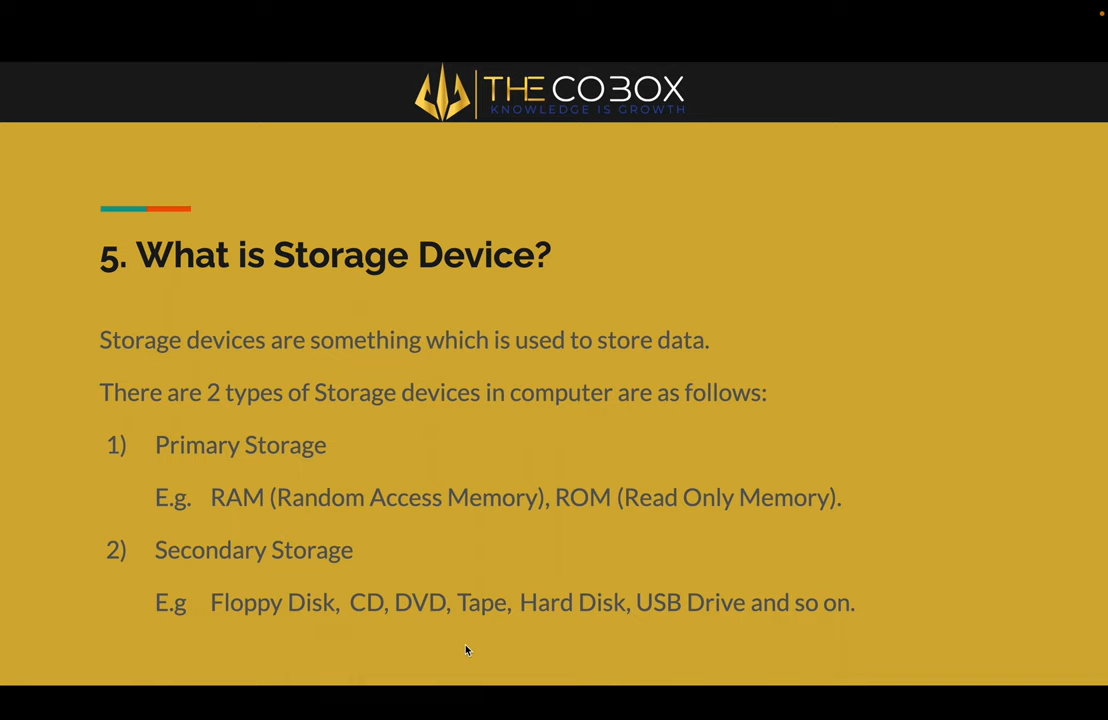 THE COBOX
KNOWLEDGE IS GROWTH
5. What is Storage Device?
Storage devices are something which is used to store data.
There are 2 types of Storage devices in computer are as follows:
1) Primary Storage
E.g. RAM (Random Access Memory), ROM (Read Only Memory).
2) Secondary Storage
E.g Floppy Disk, CD, DVD, Tape, Hard Disk, USB Drive and so on.